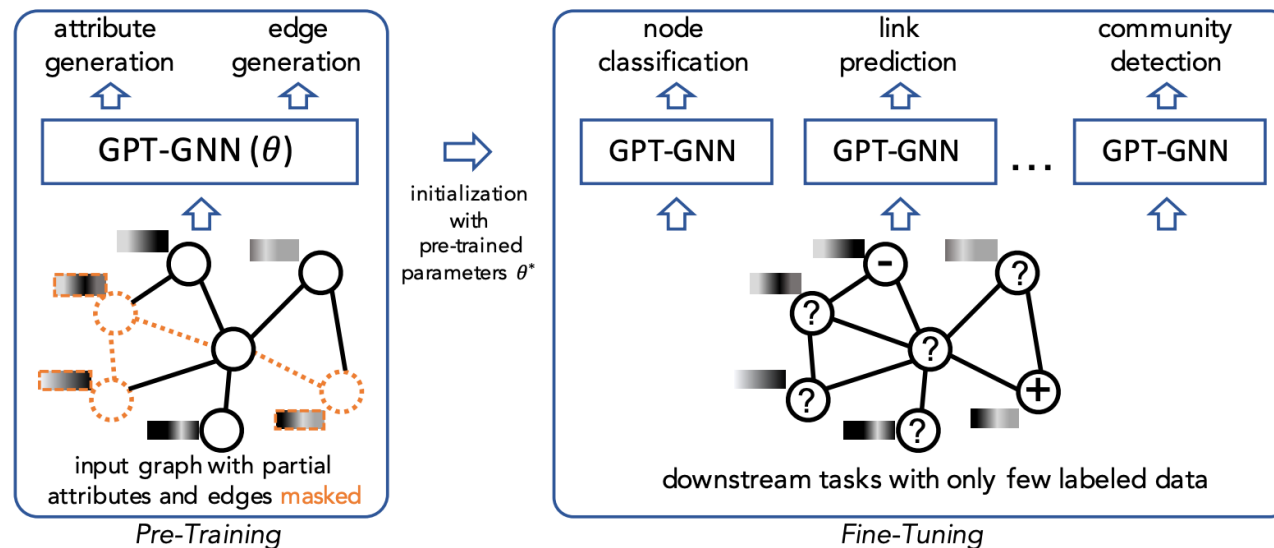 attribute
generation
edge
generation
GPT-GNN (θ)
input graph with partial
attributes and edges masked
Pre-Training
initialization
with
pre-trained
parameters θ*
node
classification
link
prediction
community
detection
GPT-GNN
GPT-GNN
...
GPT-GNN
-
?
?
?
?
+
?
downstream tasks with only few labeled data
Fine-Tuning